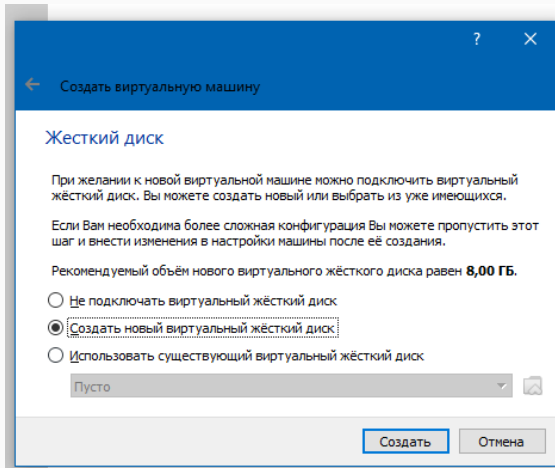 ?
Создать виртуальную машину
Жесткий диск
При желании к новой виртуальной машине можно подключить виртуальный
жёсткий диск. Вы можете создать новый или выбрать из уже имеющихся.
Если Вам необходима более сложная конфигурация Вы можете пропустить этот
шаг и внести изменения в настройки машины после её создания.
Рекомендуемый объём нового виртуального жёсткого диска равен 8,00 ГБ.
Не подключать виртуальный жёсткий диск
Создать новый виртуальный жёсткий диск
Использовать существующий виртуальный жёсткий диск
Пусто
Создать Отмена